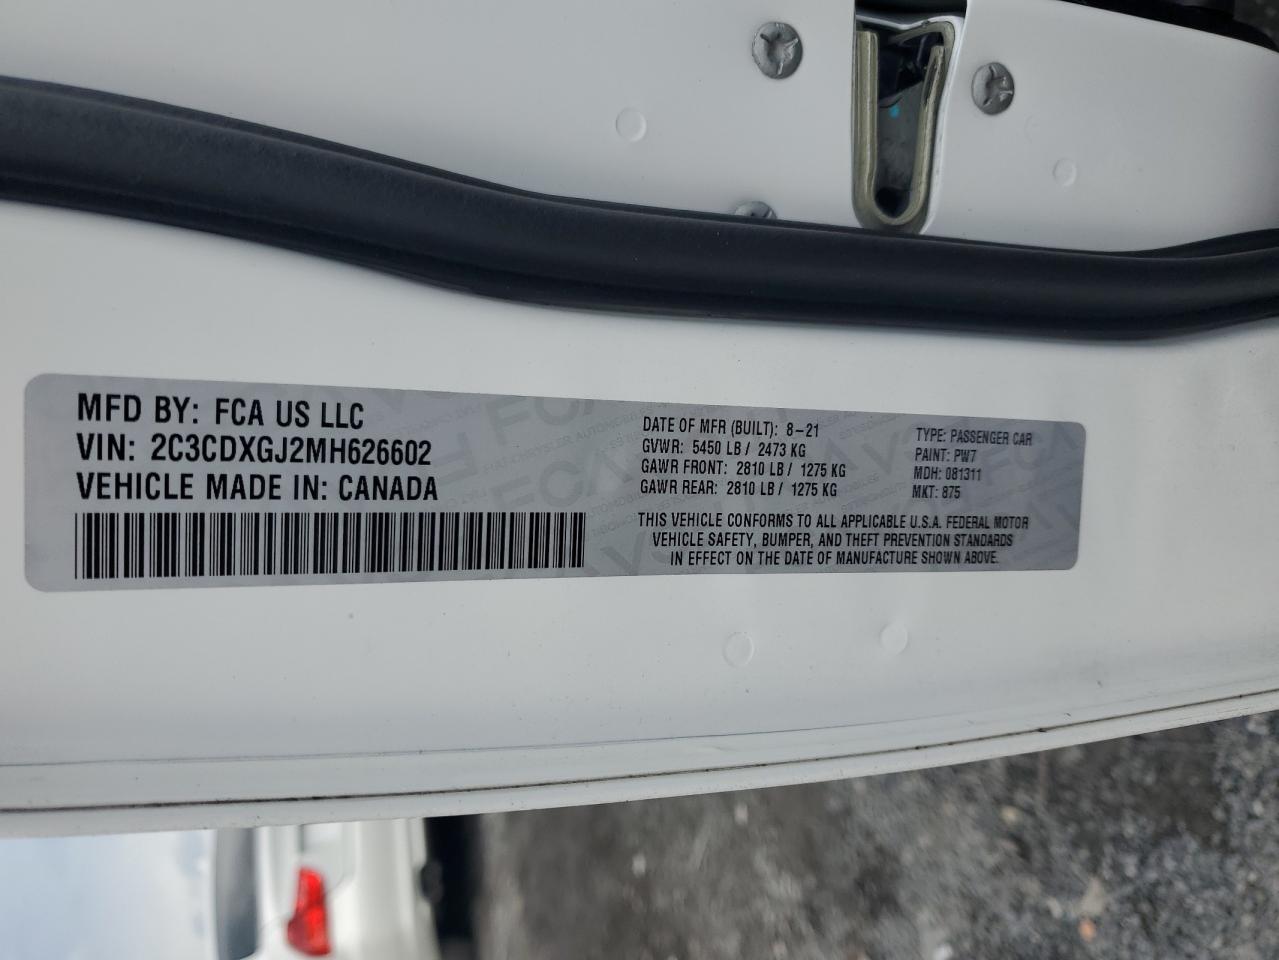 MFD BY: FCA US LLC
VIN: 2C3CDXGJ2MH626602
VEHICLE MADE IN: CANADA
DATE OF MFR (BUILT): 8-21
GVWR: 5450 LB / 2473 KG
GAWR FRONT: 2810 LB / 1275 KG
GAWR REAR: 2810 LB / 1275 KG
TYPE: PASSENGER CAR
PAINT: PW7
MDH: 081311
MKT: 875
THIS VEHICLE CONFORMS TO ALL APPLICABLE U.S.A. FEDERAL MOTOR
VEHICLE SAFETY, BUMPER, AND THEFT PREVENTION STANDARDS
IN EFFECT ON THE DATE OF MANUFACTURE SHOWN ABOVE.